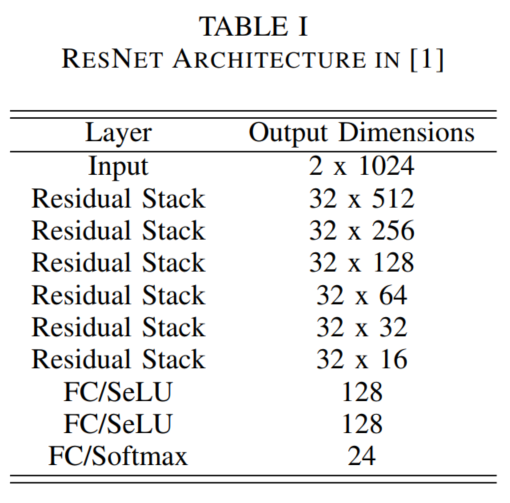 TABLE I
RESNET ARCHITECTURE IN [1]
Layer Output Dimensions
Input 2 x 1024
Residual Stack 32 x 512
Residual Stack 32 x 256
Residual Stack 32 x 128
Residual Stack 32 x 64
Residual Stack 32 x 32
Residual Stack 32 x 16
FC/SeLU 128
FC/SeLU 128
FC/Softmax 24